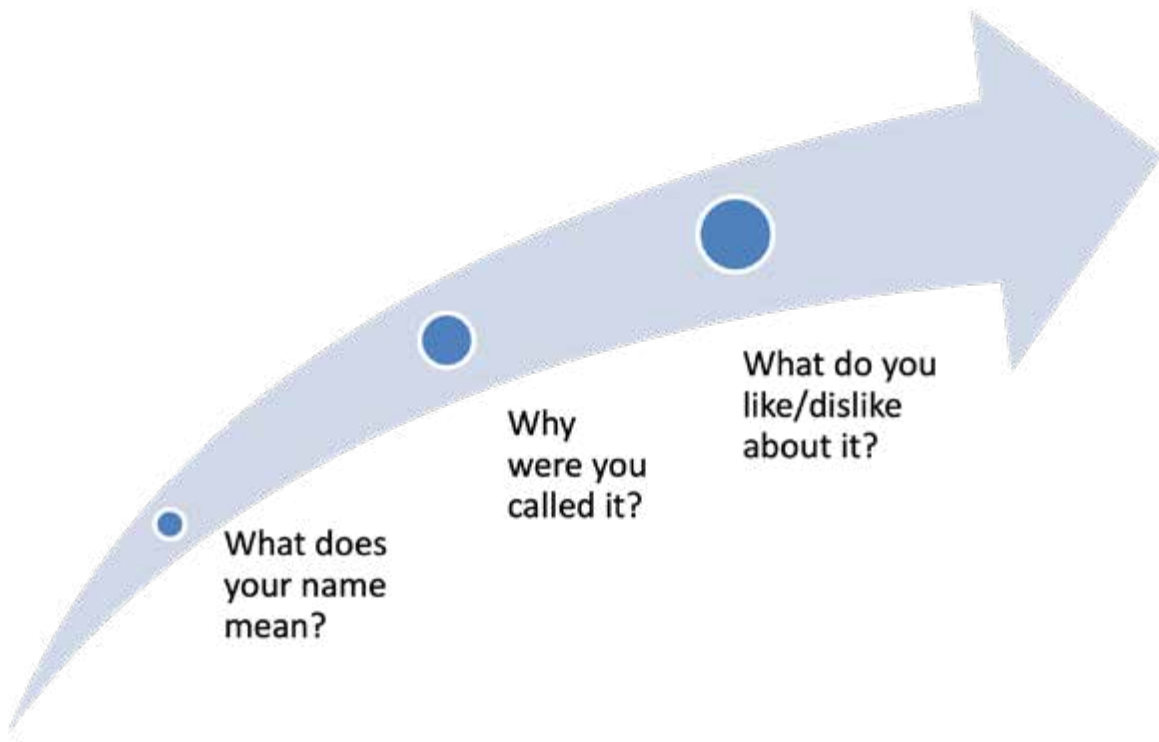 What does
your name
mean?
Why
were you
called it?
What do you
like/dislike
about it?